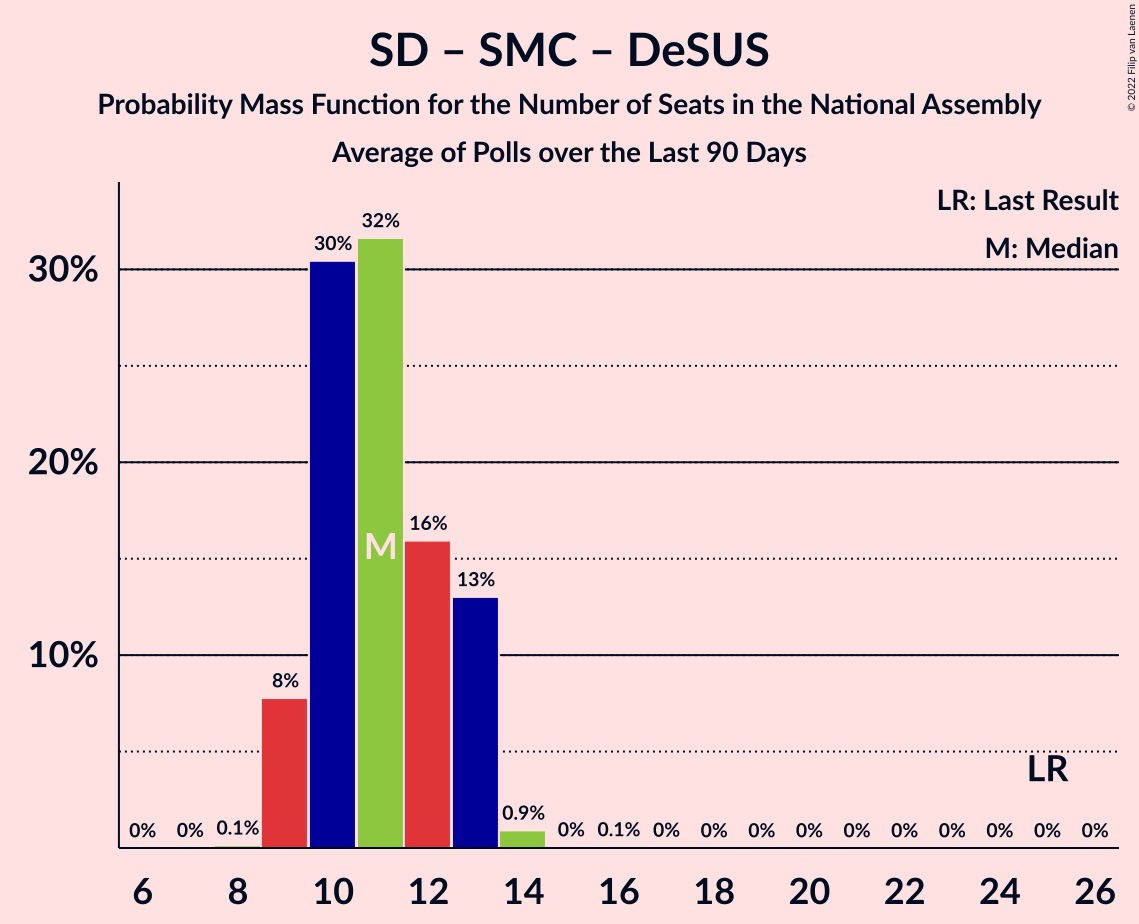 SD – SMC – DeSUS
Probability Mass Function for the Number of Seats in the National Assembly
Average of Polls over the Last 90 Days
© 2022 Filip van Laenen
LR: Last Result
M: Median
30%
20%
10%
0% 0% 0.1% 8% 30% 32% 16% 13% 0.9% 0% 0.1% 0% 0% 0% 0% 0% 0% 0% 0% 0% 0%
M
LR
6 8 10 12 14 16 18 20 22 24 26